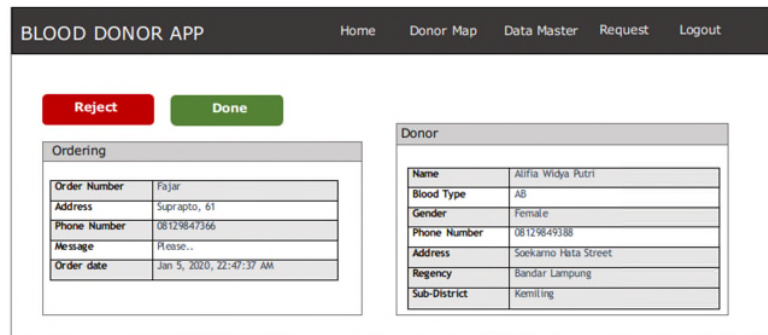 BLOOD DONOR APP Home Donor Map Data Master Request Logout
Reject Done
Ordering
Order Number Fajar
Address Suprapto, 61
Phone Number 08129847366
Message Please..
Order date Jan 5, 2020, 22:47:37 AM
Donor
Name Alifia Widya Putri
Blood Type AB
Gender Female
Phone Number 08129849388
Address Soekarno Hata Street
Regency Bandar Lampung
Sub-District Kemiling